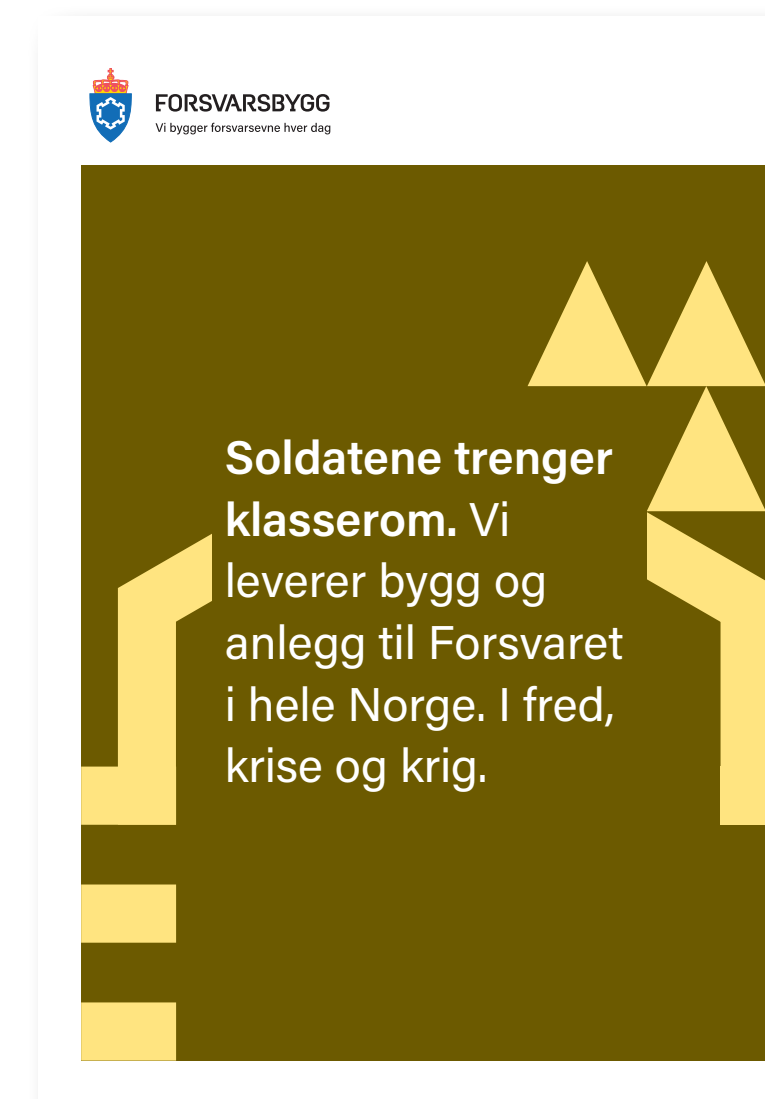 FORSVARSBYGG
Vi bygger forsvarsevne hver dag
Soldatene trenger
klasserom. Vi
leverer bygg og
anlegg til Forsvaret
i hele Norge. I fred,
krise og krig.